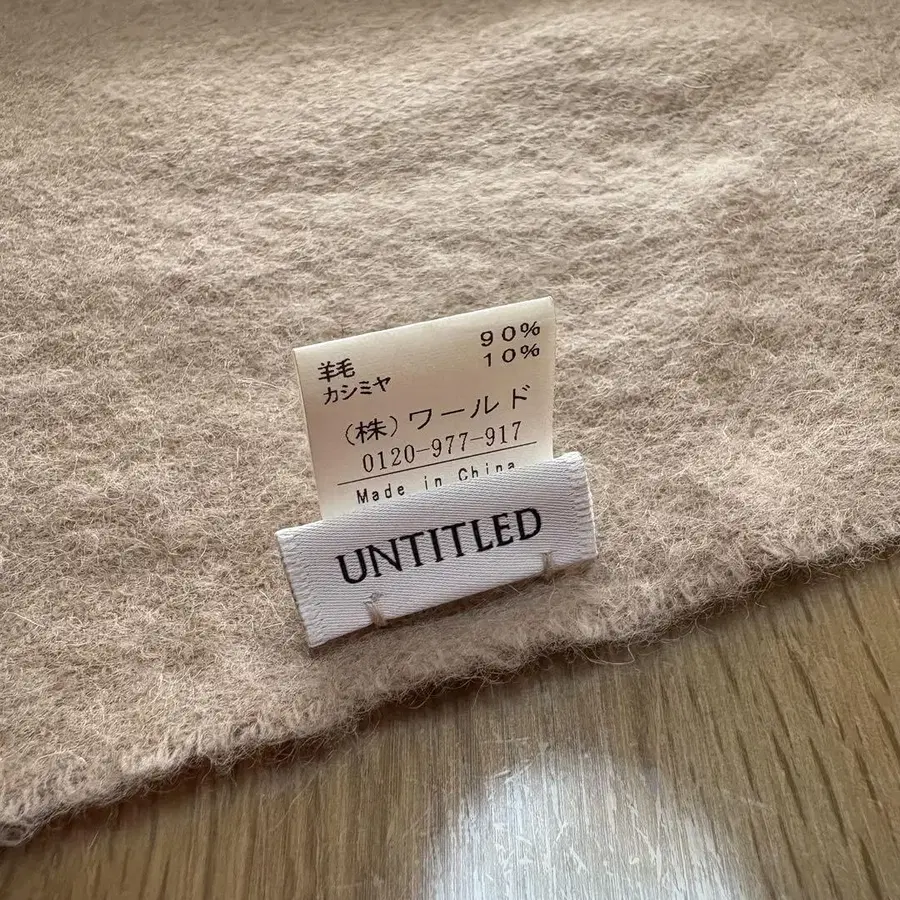 羊毛 90%
カシミヤ 10%
(株)ワールド
0120-977-917
Made in China
UNTITLED